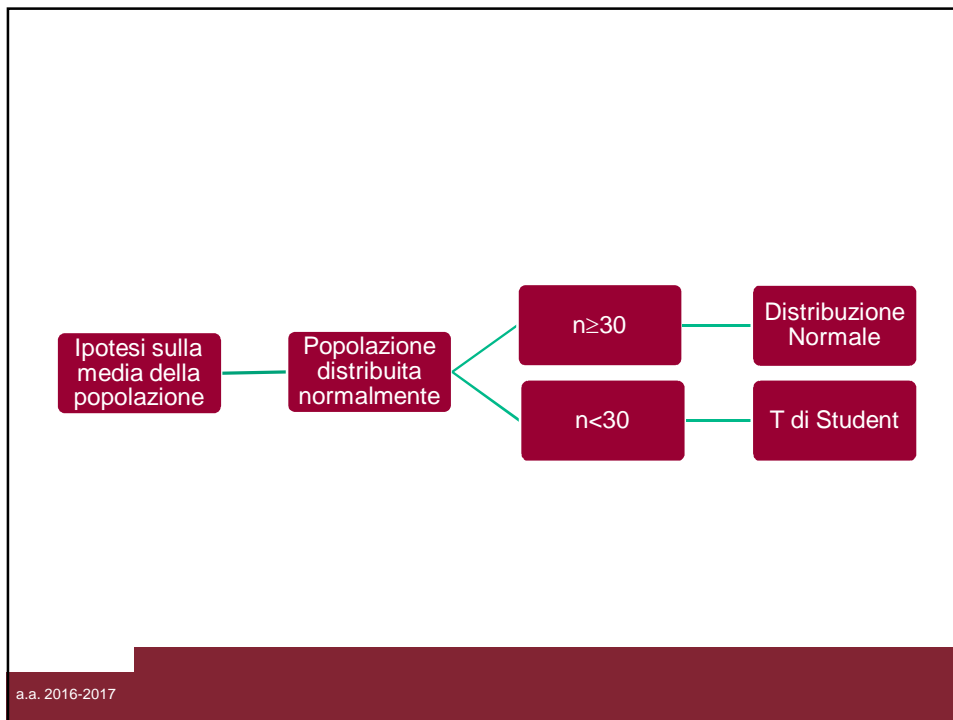 Ipotesi sulla
media della
popolazione
Popolazione
distribuita
normalmente
n≥30
Distribuzione
Normale
n<30
T di Student
a.a. 2016-2017